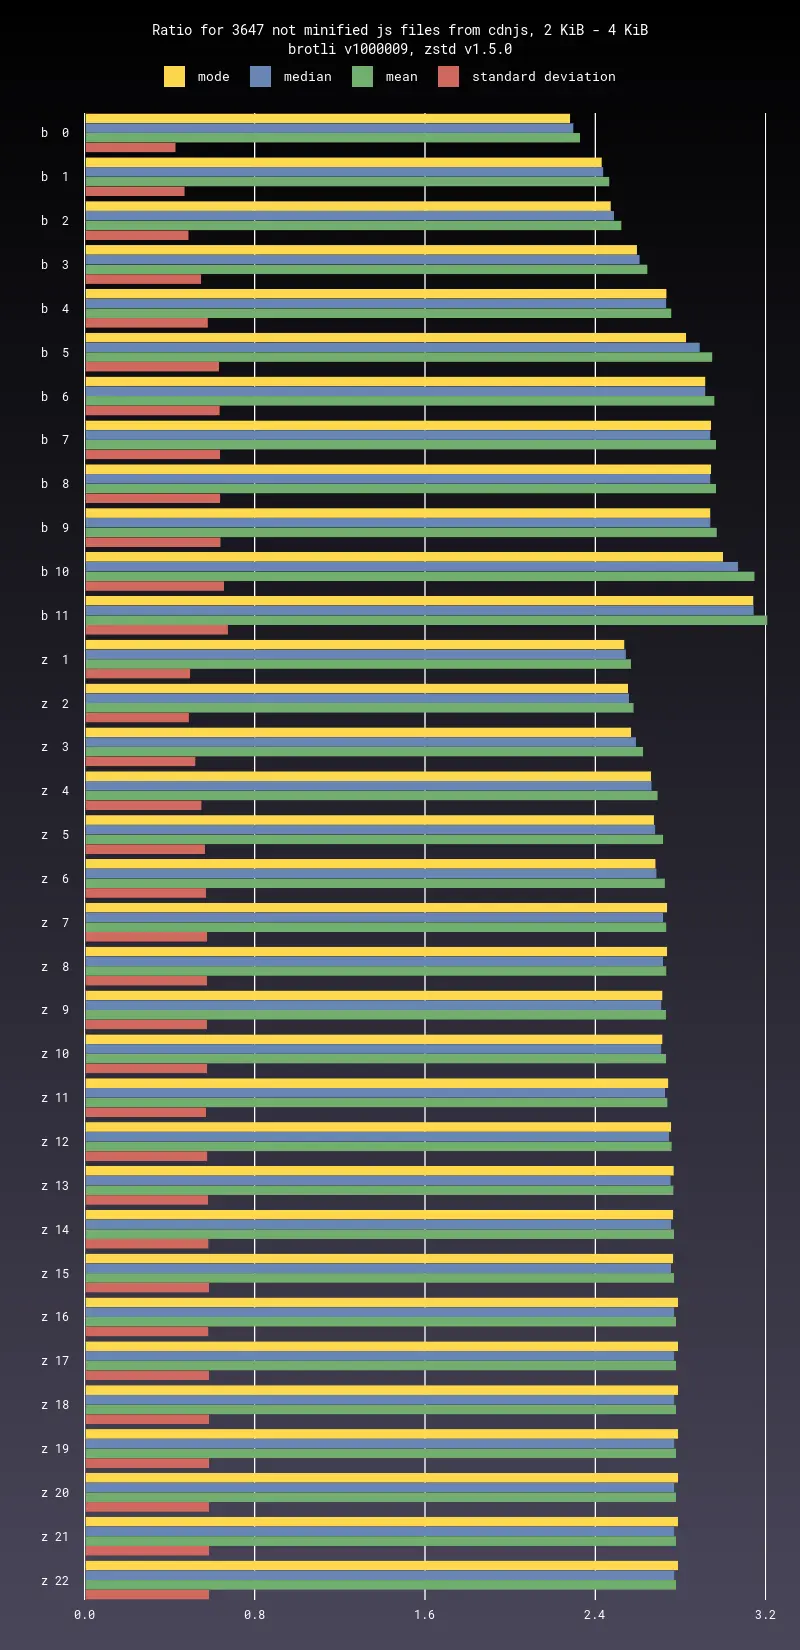 Ratio for 3647 not minified js files from cdnjs, 2 KiB - 4 KiB
brotli v1000009, zstd v1.5.0
mode median mean standard deviation
b 0
b 1
b 2
b 3
b 4
b 5
b 6
b 7
b 8
b 9
b 10
b 11
z 1
z 2
z 3
z 4
z 5
z 6
z 7
z 8
z 9
z 10
z 11
z 12
z 13
z 14
z 15
z 16
z 17
z 18
z 19
z 20
z 21
z 22
0.0 0.8 1.6 2.4 3.2